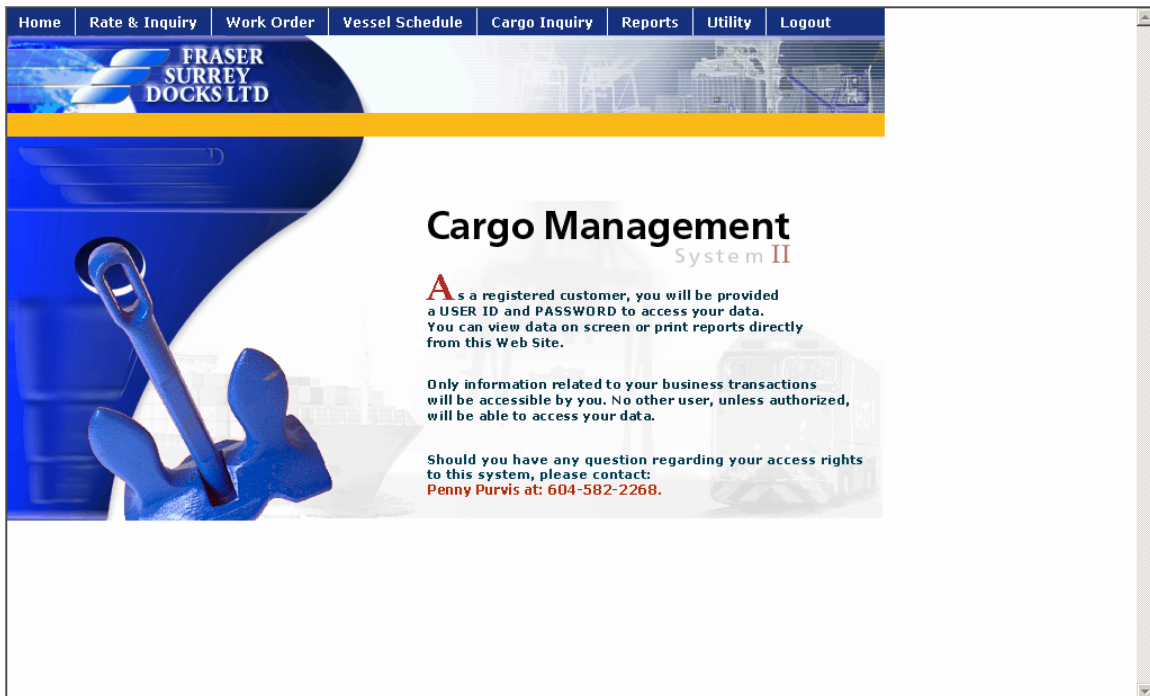 Home Rate & Inquiry Work Order Vessel Schedule Cargo Inquiry Reports Utility Logout
FRASER
SURREY
DOCKS LTD
Cargo Management
System II
As a registered customer, you will be provided
a USER ID and PASSWORD to access your data.
You can view data on screen or print reports directly
from this Web Site.
Only information related to your business transactions
will be accessible by you. No other user, unless authorized,
will be able to access your data.
Should you have any question regarding your access rights
to this system, please contact:
Penny Purvis at: 604-582-2268.